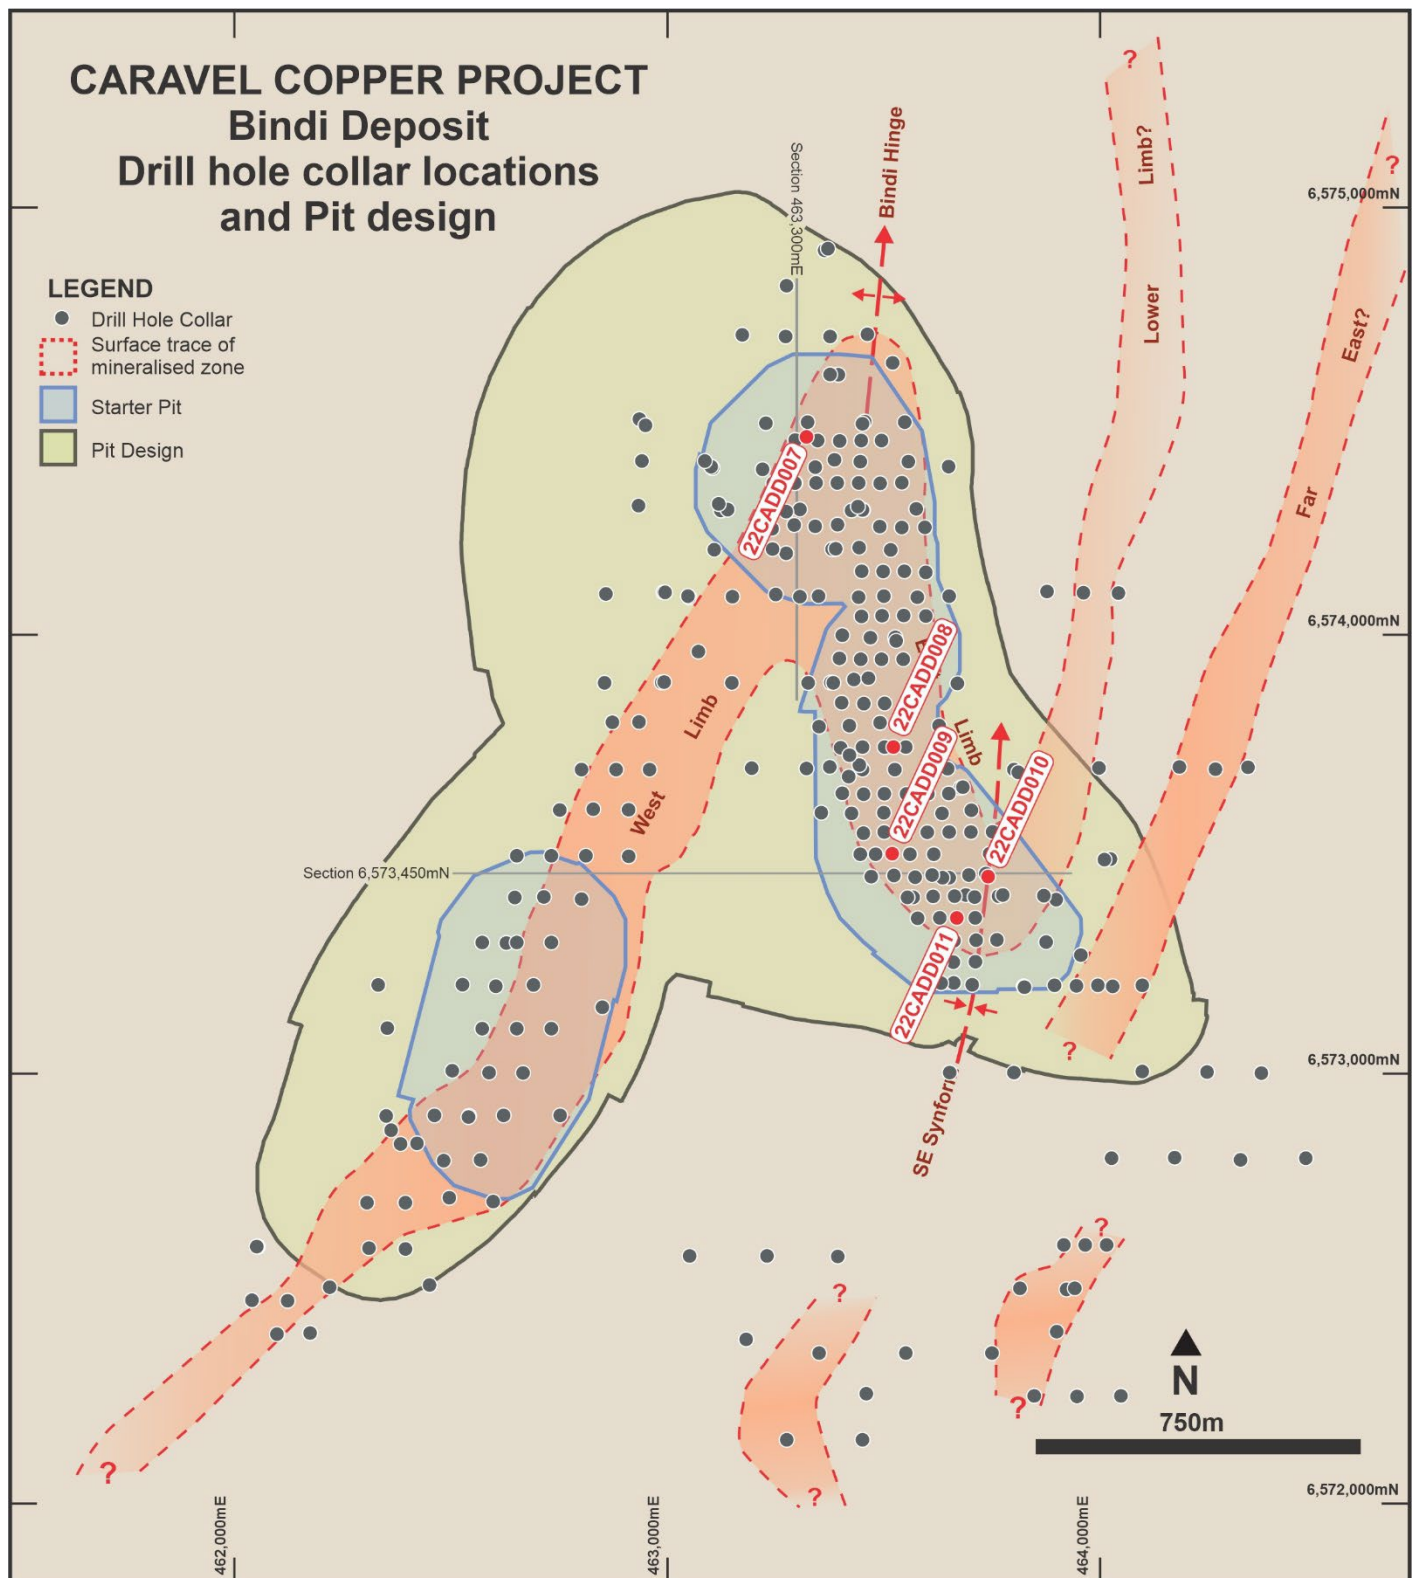 CARAVEL COPPER PROJECT
Bindi Deposit
Drill hole collar locations
and Pit design
LEGEND
Drill Hole Collar
Surface trace of
mineralised zone
Starter Pit
Pit Design
Section 463,300mE
Bindi Hinge
?
Limb?
Lower
?
East?
Far
6,575,000mN
22CADD007
6,574,000mN
22CADD008
Limb
Limb
22CADD009
22CADD010
West
Section 6,573,450mN
22CADD011
?
6,573,000mN
SE Synform
?
?
?
?
?
N
750m
6,572,000mN
462,000mE
463,000mE
464,000mE